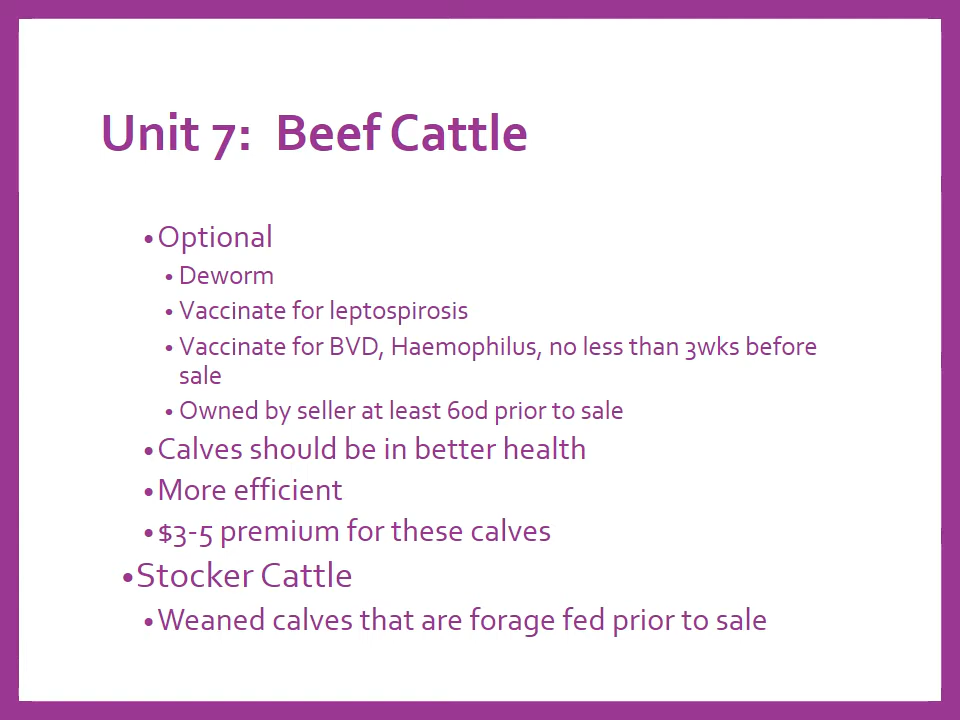 Unit 7:  Beef Cattle
•Optional
• Deworm
• Vaccinate for leptospirosis
• Vaccinate for BVD, Haemophilus, no less than 3wks before
sale
• Owned by seller at least 60d prior to sale
•Calves should be in better health
•More efficient
•$3-5 premium for these calves
•Stocker Cattle
•Weaned calves that are forage fed prior to sale